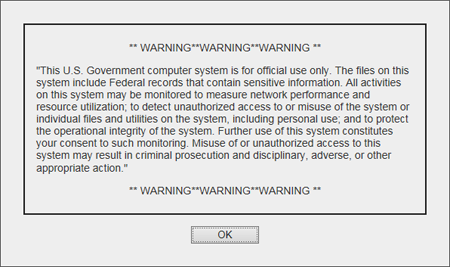 ** WARNING**WARNING**WARNING **
"This U.S. Government computer system is for official use only. The files on this
system include Federal records that contain sensitive information. All activities
on this system may be monitored to measure network performance and
resource utilization; to detect unauthorized access to or misuse of the system or
individual files and utilities on the system, including personal use; and to protect
the operational integrity of the system. Further use of this system constitutes
your consent to such monitoring. Misuse of or unauthorized access to this
system may result in criminal prosecution and disciplinary, adverse, or other
appropriate action."
** WARNING**WARNING**WARNING **
OK